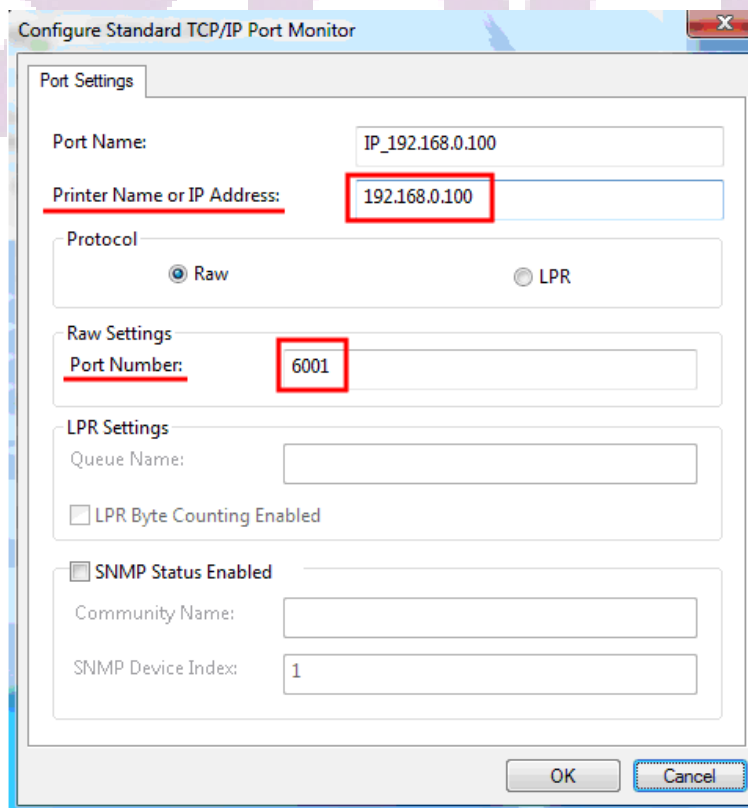 Configure Standard TCP/IP Port Monitor
Port Settings
Port Name: IP_192.168.0.100
Printer Name or IP Address: 192.168.0.100
Protocol
Raw LPR
Raw Settings
Port Number: 6001
LPR Settings
Queue Name:
LPR Byte Counting Enabled
SNMP Status Enabled
Community Name:
SNMP Device Index: 1
OK Cancel